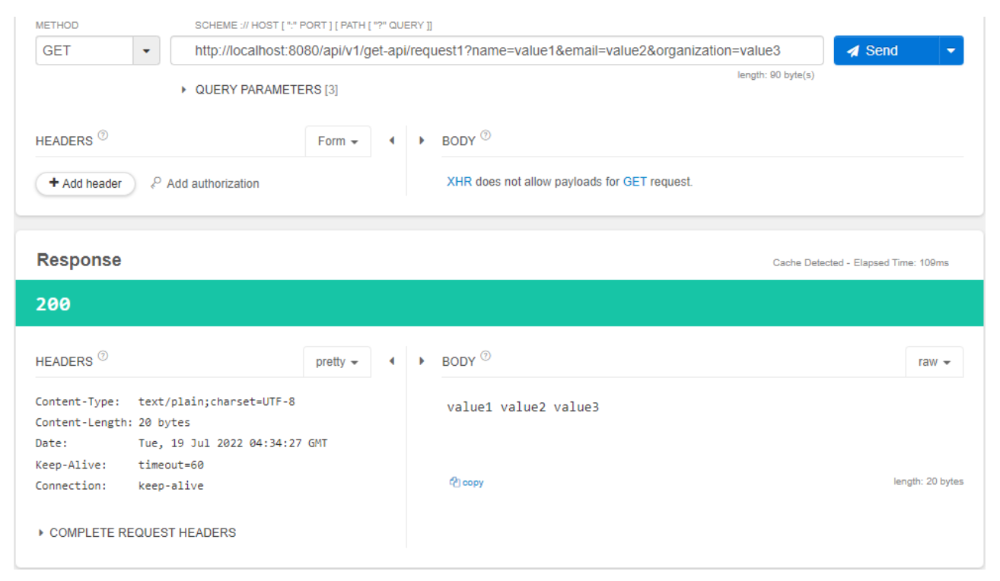 METHOD
SCHEME :// HOST [ ":" PORT ] [ PATH [ "?" QUERY ]]
GET
http://localhost:8080/api/v1/get-api/request1?name=value1&email=value2&organization=value3
Send
length: 90 byte(s)
QUERY PARAMETERS [3]
HEADERS ?
Form
BODY ?
+ Add header
Add authorization
XHR does not allow payloads for GET request.
Response
Cache Detected - Elapsed Time: 109ms
200
HEADERS ?
pretty
BODY ?
raw
Content-Type: text/plain;charset=UTF-8
Content-Length: 20 bytes
Date: Tue, 19 Jul 2022 04:34:27 GMT
Keep-Alive: timeout=60
Connection: keep-alive
value1 value2 value3
copy
length: 20 bytes
COMPLETE REQUEST HEADERS